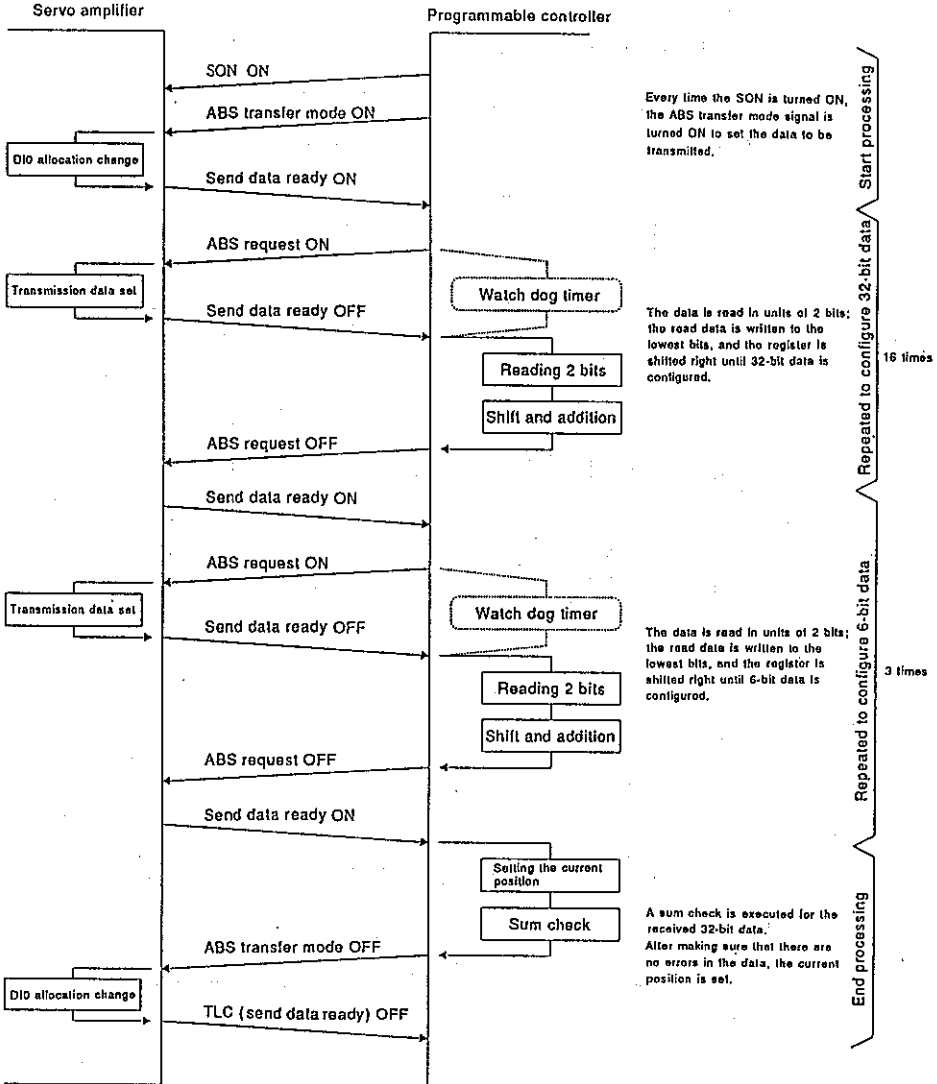 Servo amplifier
Programmable controller
SON ON
ABS transfer mode ON
DI0 allocation change
Send data ready ON
Every time the SON is turned ON,
the ABS transfer mode signal is
turned ON to set the data to be
transmitted.
Start processing
ABS request ON
Transmission data set
Watch dog timer
Send data ready OFF
Reading 2 bits
Shift and addition
ABS request OFF
The data is read in units of 2 bits;
the read data is written to the
lowest bits, and the register is
shifted right until 32-bit data is
configured.
Repeated to configure 32-bit data
16 times
Send data ready ON
ABS request ON
Transmission data set
Watch dog timer
Send data ready OFF
Reading 2 bits
Shift and addition
ABS request OFF
The data is read in units of 2 bits;
the read data is written to the
lowest bits, and the register is
shifted right until 6-bit data is
configured.
Repeated to configure 6-bit data
3 times
Send data ready ON
Setting the current
position
Sum check
ABS transfer mode OFF
DI0 allocation change
TLC (send data ready) OFF
A sum check is executed for the
received 32-bit data.
After making sure that there are
no errors in the data, the current
position is set.
End processing